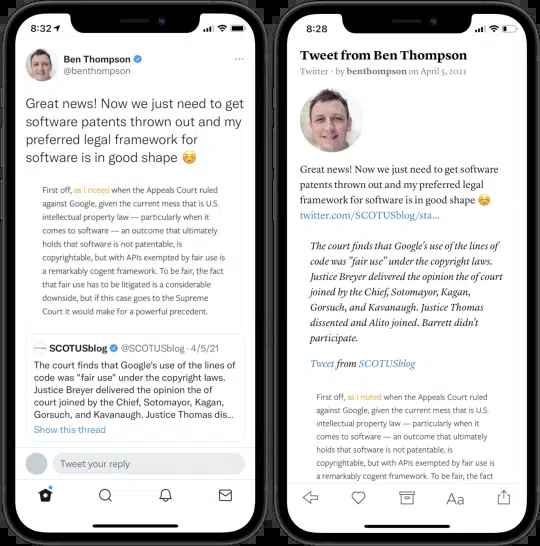 8:32
Ben Thompson
@benthompson
Great news! Now we just need to get
software patents thrown out and my
preferred legal framework for
software is in good shape ☺️
First off, as I noted when the Appeals Court ruled
against Google, given the current mess that is U.S.
intellectual property law — particularly when it
comes to software — an outcome that ultimately
holds that software is not patentable, is
copyrightable, but with APIs exempted by fair use is
a remarkably cogent framework. To be fair, the fact
that fair use has to be litigated is a considerable
downside, but if this case goes to the Supreme
Court it would make for a powerful precedent.
SCOTUSblog @SCOTUSblog · 4/5/21
The court finds that Google's use of the lines of
code was "fair use" under the copyright laws.
Justice Breyer delivered the opinion the of
court joined by the Chief, Sotomayor, Kagan,
Gorsuch, and Kavanaugh. Justice Thomas dis...
Show this thread
Tweet your reply
8:28
Tweet from Ben Thompson
Twitter · by benthompson on April 5, 2021
Great news! Now we just need to get software
patents thrown out and my preferred legal
framework for software is in good shape ☺️
twitter.com/SCOTUSblog/sta...
The court finds that Google's use of the lines of
code was "fair use" under the copyright laws.
Justice Breyer delivered the opinion the of court
joined by the Chief, Sotomayor, Kagan,
Gorsuch, and Kavanaugh. Justice Thomas
dissented and Alito joined. Barrett didn't
participate.
Tweet from SCOTUSblog
First off, as I noted when the Appeals Court ruled
against Google, given the current mess that is U.S.
intellectual property law — particularly when it
comes to software — an outcome that ultimately
holds that software is not patentable, is
copyrightable, but with APIs exempted by fair use is
a remarkably cogent framework. To be fair, the fact
Aa